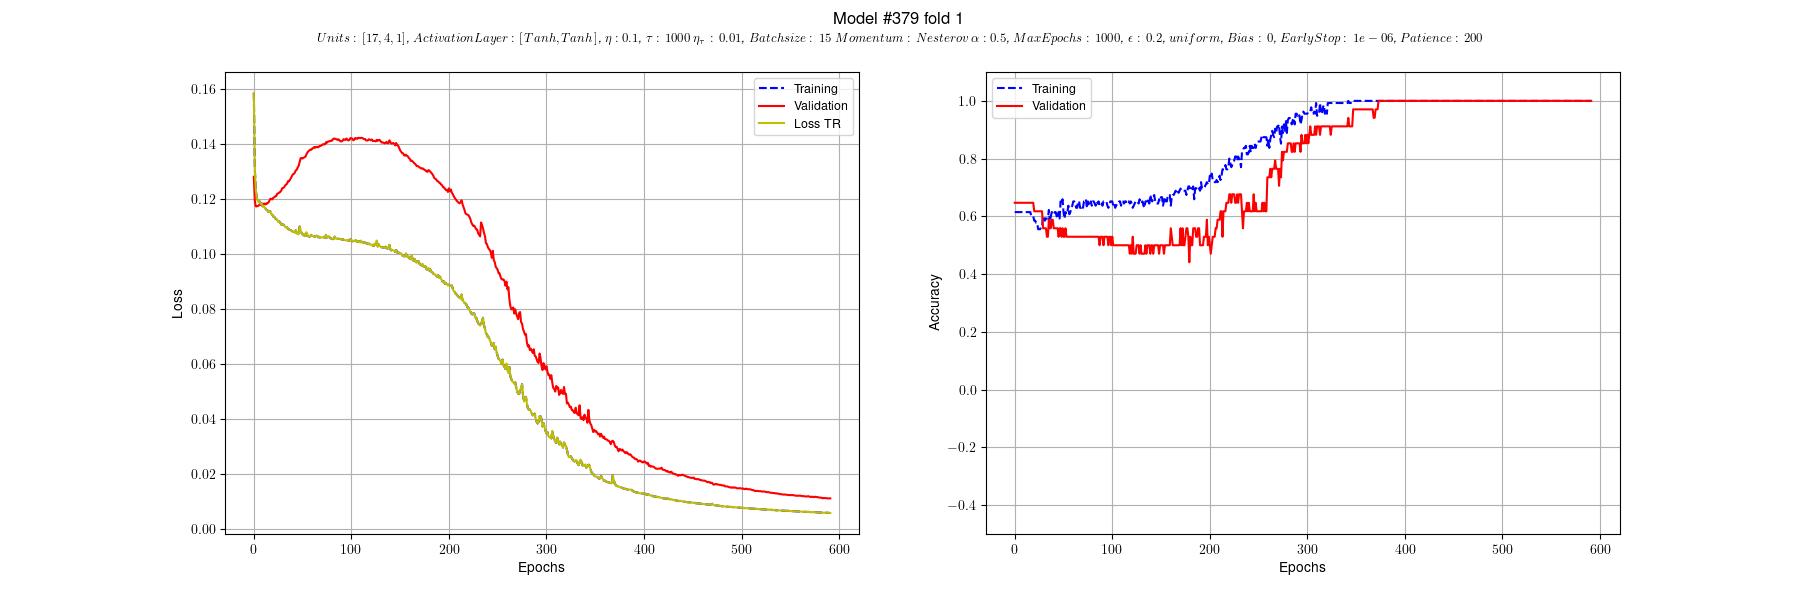 Model #379 fold 1
Units : [17, 4, 1], ActivationLayer : [Tanh, Tanh], η : 0.1, τ : 1000 η_τ : 0.01, Batchsize : 15 Momentum : Nesterov α : 0.5, MaxEpochs : 1000, ϵ : 0.2, uniform, Bias : 0, EarlyStop : 1e − 06, Patience : 200
Training
Validation
Loss TR
0.16
0.14
0.12
0.10
0.08
0.06
0.04
0.02
0.00
Loss
0 100 200 300 400 500 600
Epochs
Training
Validation
1.0
0.8
0.6
0.4
0.2
0.0
−0.2
−0.4
Accuracy
0 100 200 300 400 500 600
Epochs